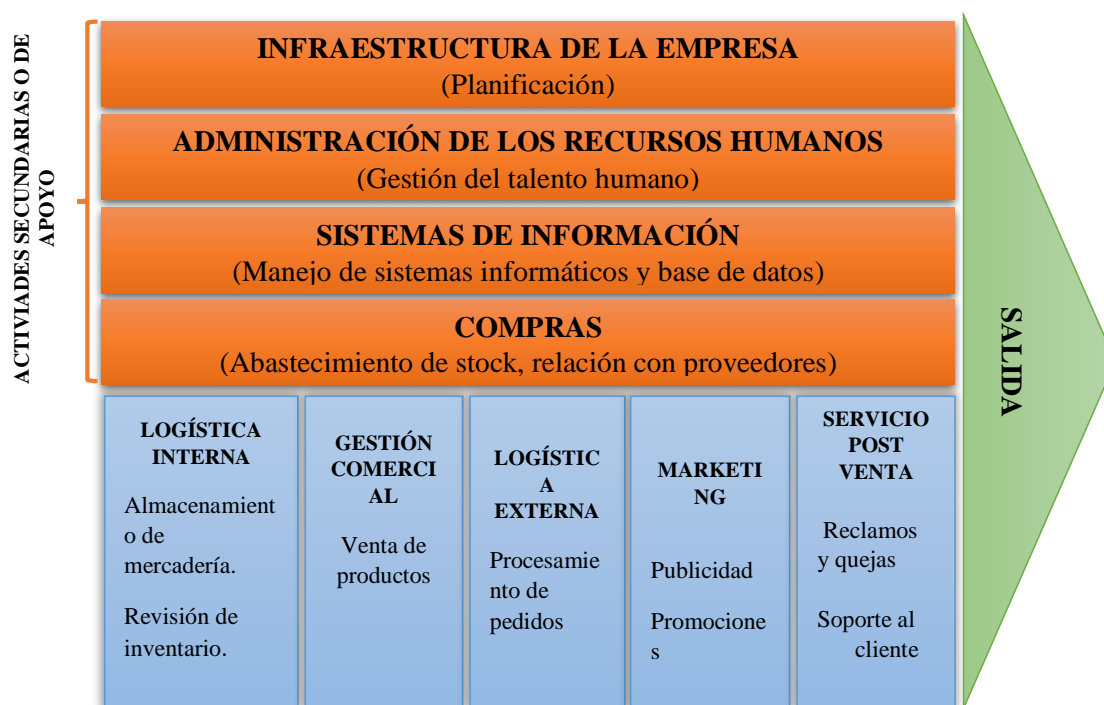 ACTIVIADES SECUNDARIAS O DE
APOYO
INFRAESTRUCTURA DE LA EMPRESA
(Planificación)
ADMINISTRACIÓN DE LOS RECURSOS HUMANOS
(Gestión del talento humano)
SISTEMAS DE INFORMACIÓN
(Manejo de sistemas informáticos y base de datos)
COMPRAS
(Abastecimiento de stock, relación con proveedores)
LOGÍSTICA
INTERNA
Almacenamient
o de
mercadería.
Revisión de
inventario.
GESTIÓN
COMERCI
AL
Venta de
productos
LOGÍSTIC
A
EXTERNA
Procesamie
nto de
pedidos
MARKETI
NG
Publicidad
Promocione
s
SERVICIO
POST
VENTA
Reclamos
y quejas
Soporte al
cliente
SALIDA